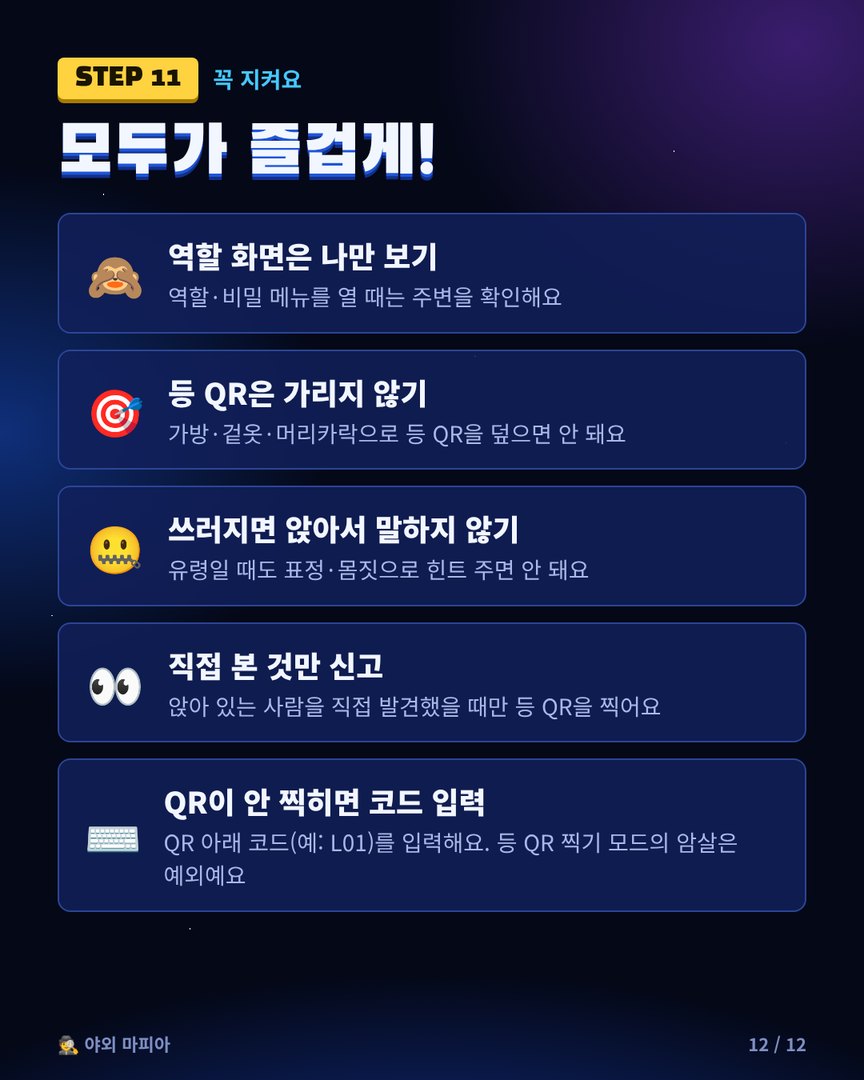 STEP 11 꼭 지켜요
모두가 즐겁게!
역할 화면은 나만 보기
역할·비밀 메뉴를 열 때는 주변을 확인해요
등 QR은 가리지 않기
가방·겉옷·머리카락으로 등 QR을 덮으면 안 돼요
쓰러지면 앉아서 말하지 않기
유령일 때도 표정·몸짓으로 힌트 주면 안 돼요
직접 본 것만 신고
앉아 있는 사람을 직접 발견했을 때만 등 QR을 찍어요
QR이 안 찍히면 코드 입력
QR 아래 코드(예: L01)를 입력해요. 등 QR 찍기 모드의 암살은
예외예요
야외 마피아 12 / 12